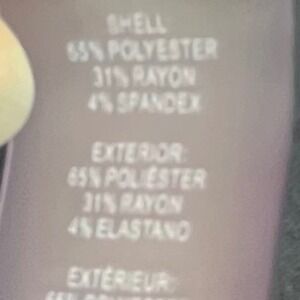 SHELL
65% POLYESTER
31% RAYON
4% SPANDEX
EXTERIOR:
65% POLIÉSTER
31% RAYON
4% ELASTANO
EXTÉRIEUR: